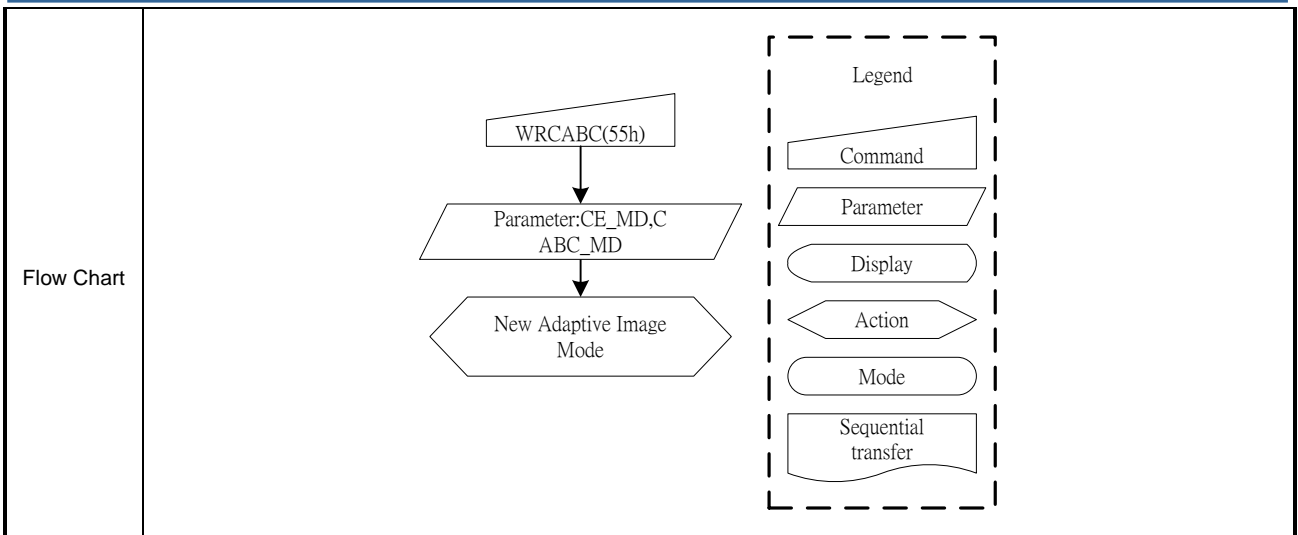 Flow Chart
WRCABC(55h)
Parameter:CE_MD,C
ABC_MD
New Adaptive Image
Mode
Legend
Command
Parameter
Display
Action
Mode
Sequential
transfer